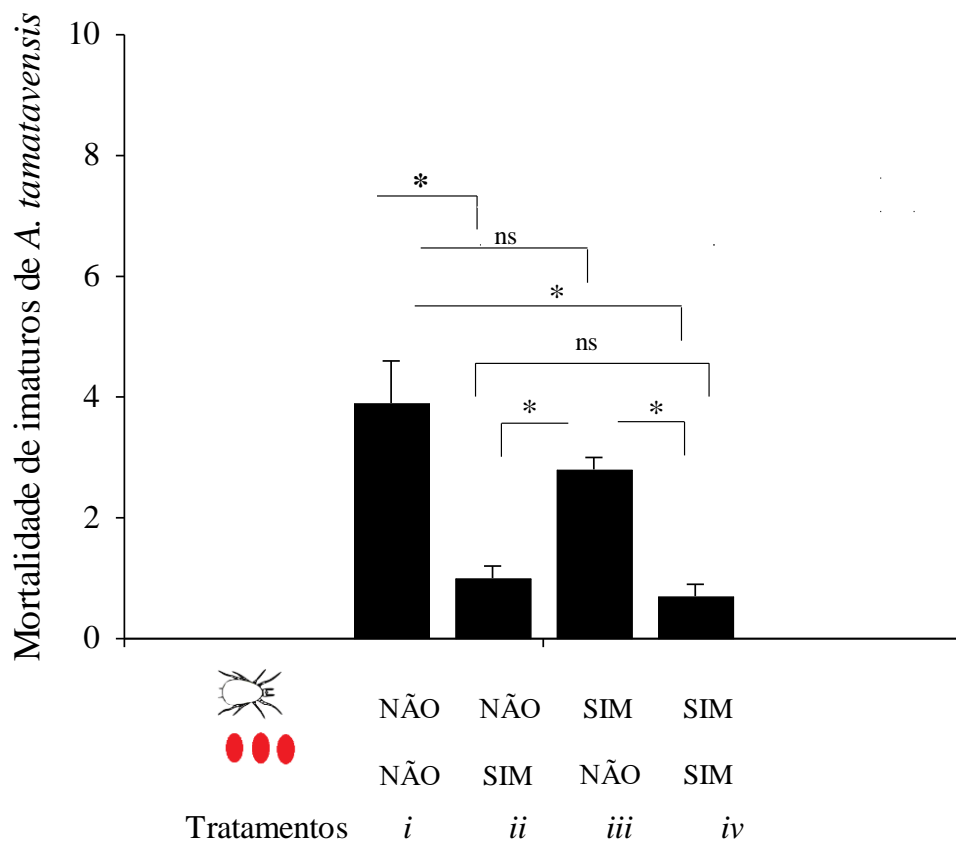 Mortalidade de imaturos de A. tamatavensis
10
8
6
4
2
0
*
ns
*
ns
* *
NÃO NÃO SIM SIM
NÃO SIM NÃO SIM
Tratamentos i ii iii iv